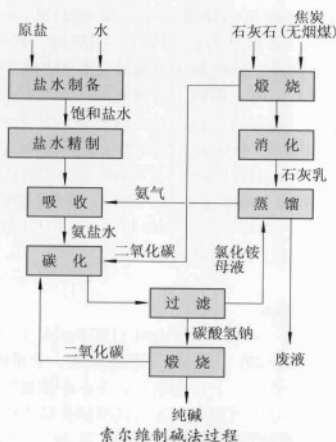 原盐 水 石灰石 焦炭
(无烟煤)
盐水制备 煅烧
饱和盐水
盐水精制 消化
石灰乳
吸收 氨气 蒸馏
氨盐水
碳化 二氧化碳 氯化铵
母液
过滤
碳酸氢钠
二氧化碳 煅烧 废液
纯碱
索尔维制碱法过程